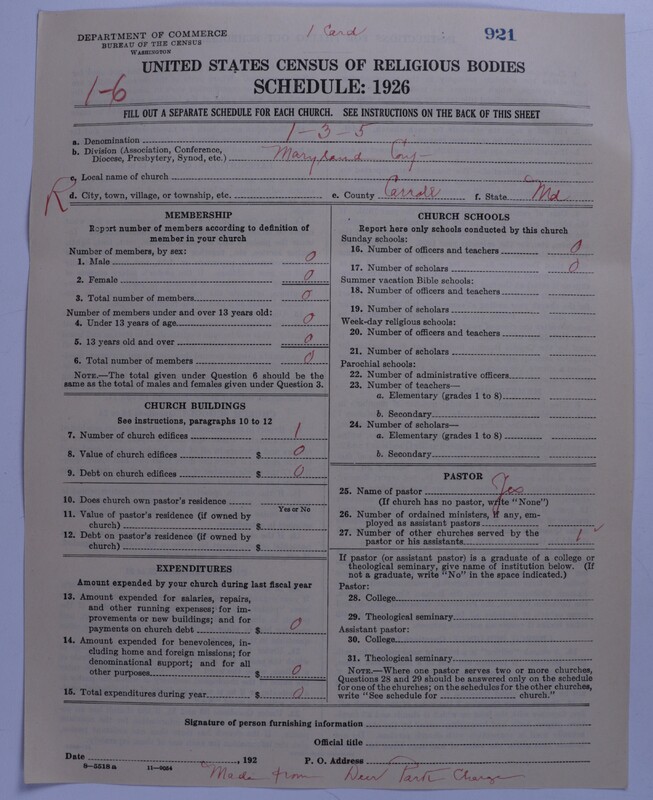 1 Card
921
DEPARTMENT OF COMMERCE
BUREAU OF THE CENSUS
WASHINGTON
UNITED STATES CENSUS OF RELIGIOUS BODIES
1-6
SCHEDULE: 1926
FILL OUT A SEPARATE SCHEDULE FOR EACH CHURCH. SEE INSTRUCTIONS ON THE BACK OF THIS SHEET
a. Denomination 1-3-5
b. Division (Association, Conference, Diocese, Presbytery, Synod, etc.) Maryland
c. Local name of church
R
d. City, town, village, or township, etc. e. County Carroll f. State Md
MEMBERSHIP
Report number of members according to definition of
member in your church
Number of members, by sex:
1. Male 0
2. Female 0
3. Total number of members 0
Number of members under and over 13 years old:
4. Under 13 years of age 0
5. 13 years old and over 0
6. Total number of members 0
NOTE.—The total given under Question 6 should be the
same as the total of males and females given under Question 3.
CHURCH BUILDINGS
See instructions, paragraphs 10 to 12
7. Number of church edifices 1
8. Value of church edifices $ 0
9. Debt on church edifices $ 0
10. Does church own pastor's residence
Yes or No
11. Value of pastor's residence (if owned by
church) $
12. Debt on pastor's residence (if owned by
church) $
EXPENDITURES
Amount expended by your church during last fiscal year
13. Amount expended for salaries, repairs,
and other running expenses; for im-
provements or new buildings; and for
payments on church debt $ 0
14. Amount expended for benevolences, in-
cluding home and foreign missions; for
denominational support; and for all
other purposes $ 0
15. Total expenditures during year $ 0
CHURCH SCHOOLS
Report here only schools conducted by this church
Sunday schools:
16. Number of officers and teachers 0
17. Number of scholars 0
Summer vacation Bible schools:
18. Number of officers and teachers
19. Number of scholars
Week-day religious schools:
20. Number of officers and teachers
21. Number of scholars
Parochial schools:
22. Number of administrative officers
23. Number of teachers—
a. Elementary (grades 1 to 8)
b. Secondary
24. Number of scholars—
a. Elementary (grades 1 to 8)
b. Secondary
PASTOR
25. Name of pastor Yes
(If church has no pastor, write "None")
26. Number of ordained ministers, if any, em-
ployed as assistant pastors
27. Number of other churches served by the
pastor or his assistants 1
If pastor (or assistant pastor) is a graduate of a college or
theological seminary, give name of institution below. (If
not a graduate, write "No" in the space indicated.)
Pastor:
28. College
29. Theological seminary
Assistant pastor:
30. College
31. Theological seminary
NOTE.—Where one pastor serves two or more churches,
Questions 28 and 29 should be answered only on the schedule
for one of the churches; on the schedules for the other churches,
write "See schedule for church."
Signature of person furnishing information
Official title
Date , 192 P. O. Address
8-5518a 11-9554
Made from Deer Park Charge